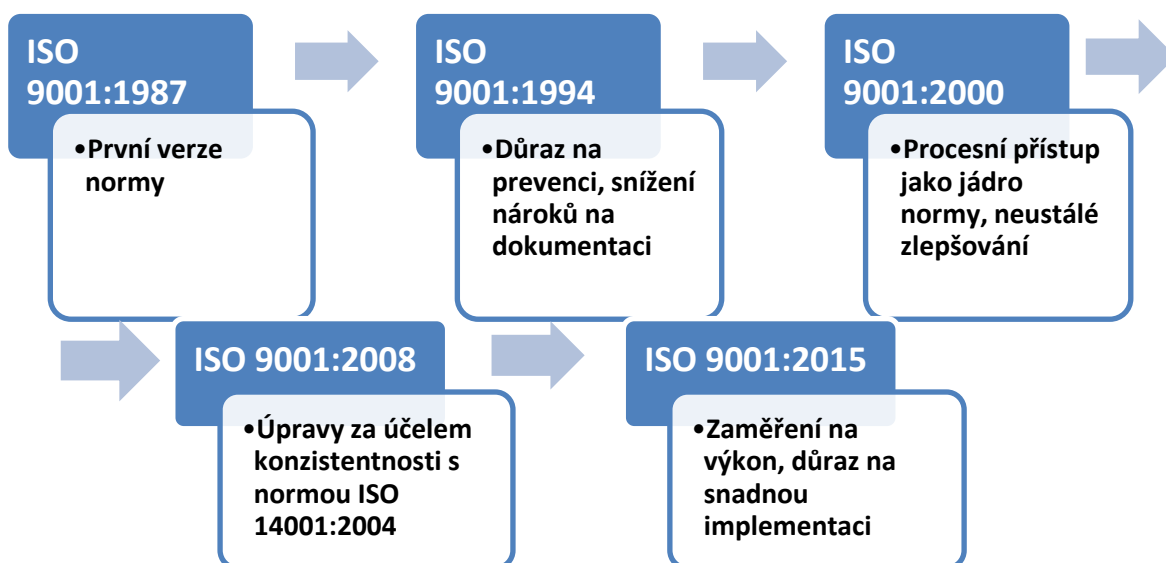 ISO
9001:1987
•První verze
normy
ISO
9001:1994
•Důraz na
prevenci, snížení
nároků na
dokumentaci
ISO
9001:2000
•Procesní přístup
jako jádro
normy, neustálé
zlepšování
ISO 9001:2008
•Úpravy za účelem
konzistentnosti s
normou ISO
14001:2004
ISO 9001:2015
•Zaměření na
výkon, důraz na
snadnou
implementaci